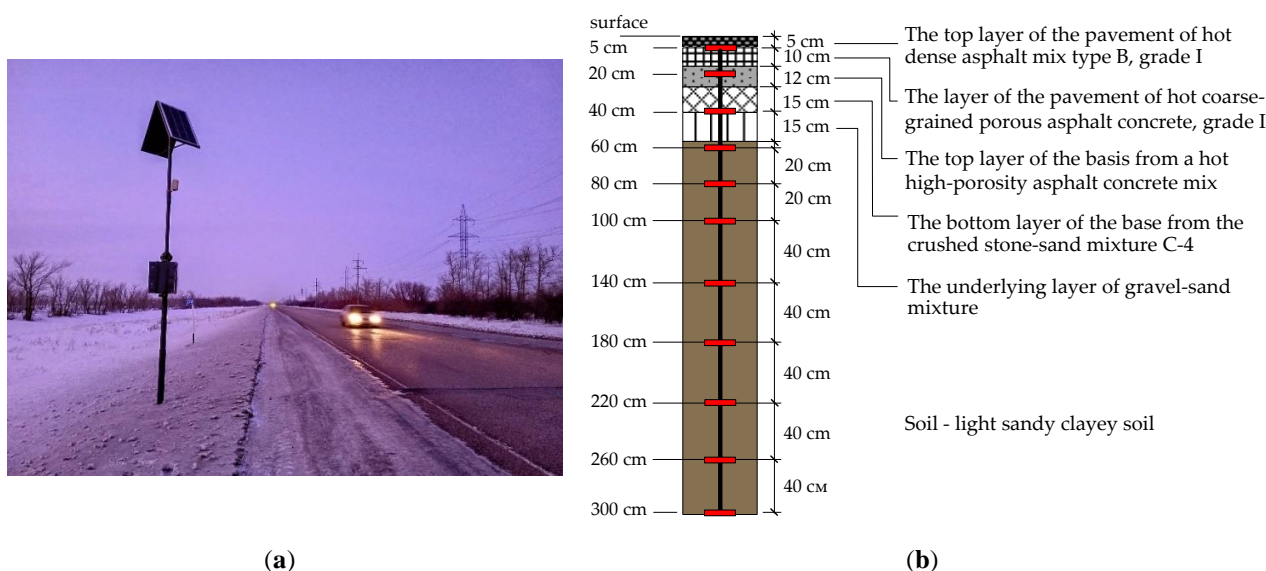 surface
5 cm
20 cm
40 cm
60 cm
80 cm
100 cm
140 cm
180 cm
220 cm
260 cm
300 cm
5 cm
10 cm
12 cm
15 cm
15 cm
20 cm
20 cm
40 cm
40 cm
40 cm
40 cm
40 см
The top layer of the pavement of hot
dense asphalt mix type B, grade I
The layer of the pavement of hot coarse-
grained porous asphalt concrete, grade I
The top layer of the basis from a hot
high-porosity asphalt concrete mix
The bottom layer of the base from the
crushed stone-sand mixture C-4
The underlying layer of gravel-sand
mixture
Soil - light sandy clayey soil
(a)
(b)